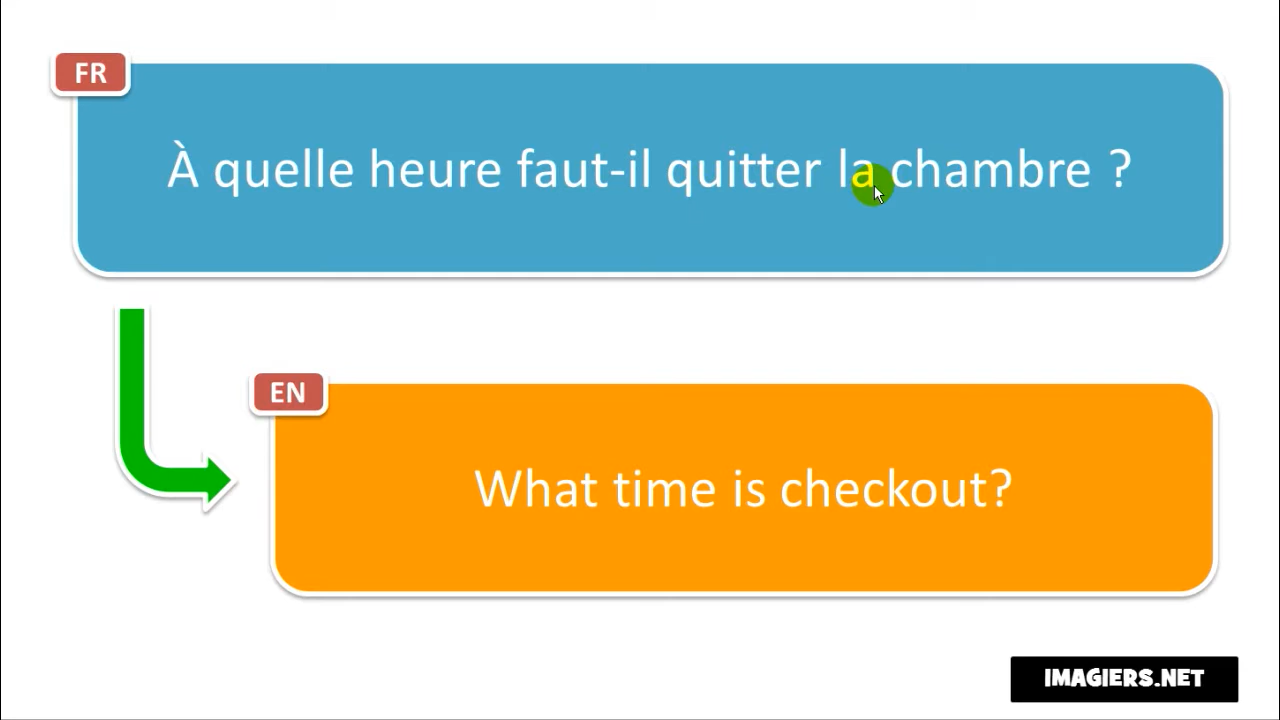 FR
À quelle heure faut-il quitter la chambre ?
EN
What time is checkout?
IMAGIERS.NET